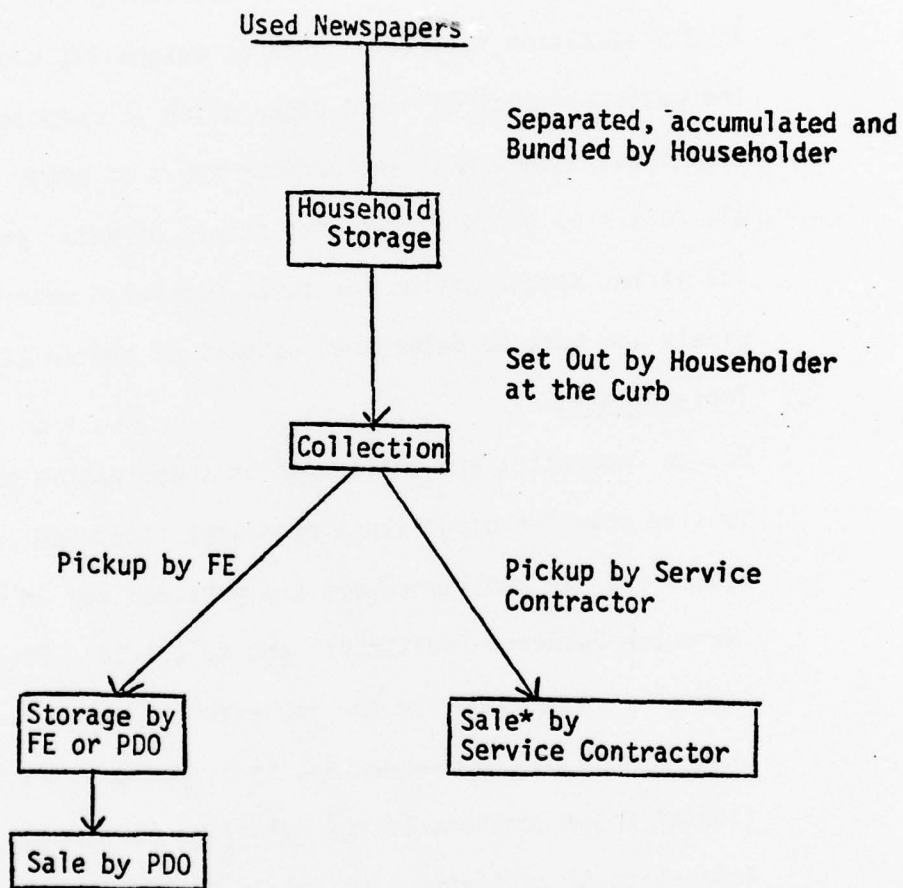 Used Newspapers
Separated, accumulated and
Bundled by Householder
Household
Storage
Set Out by Householder
at the Curb
Collection
Pickup by FE
Pickup by Service
Contractor
Storage by
FE or PDO
Sale* by
Service Contractor
Sale by PDO